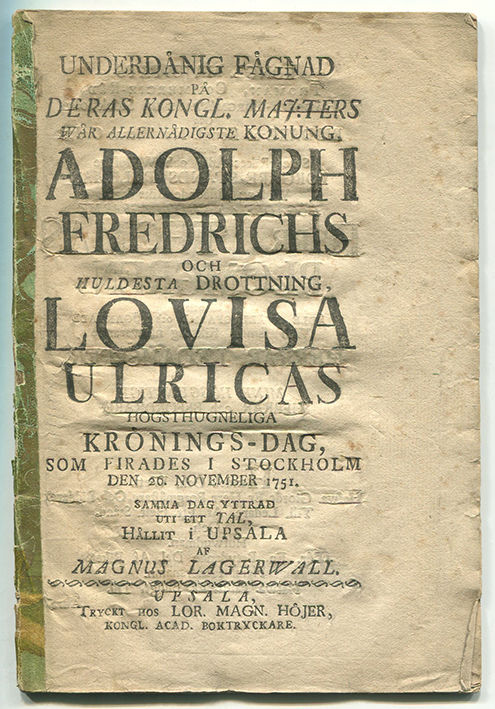 UNDERDÅNIG FÅGNAD
PÅ
DERAS KONGL. MAJ:TERS
WÅR ALLERNÅDIGSTE KONUNG,
ADOLPH
FREDRICHS
OCH
HULDESTA DROTTNING,
LOVISA
ULRICAS
HÖGSTHUGNELIGA
KRÖNINGS-DAG,
SOM FIRADES I STOCKHOLM
DEN 26. NOVEMBER 1751.
SAMMA DAG YTTRAD
UTI ETT TAL,
HÅLLIT i UPSALA
AF
MAGNUS LAGERWALL.
UPSALA,
TRYCKT HOS LOR. MAGN. HÖJER,
KONGL. ACAD. BOKTRYCKARE.